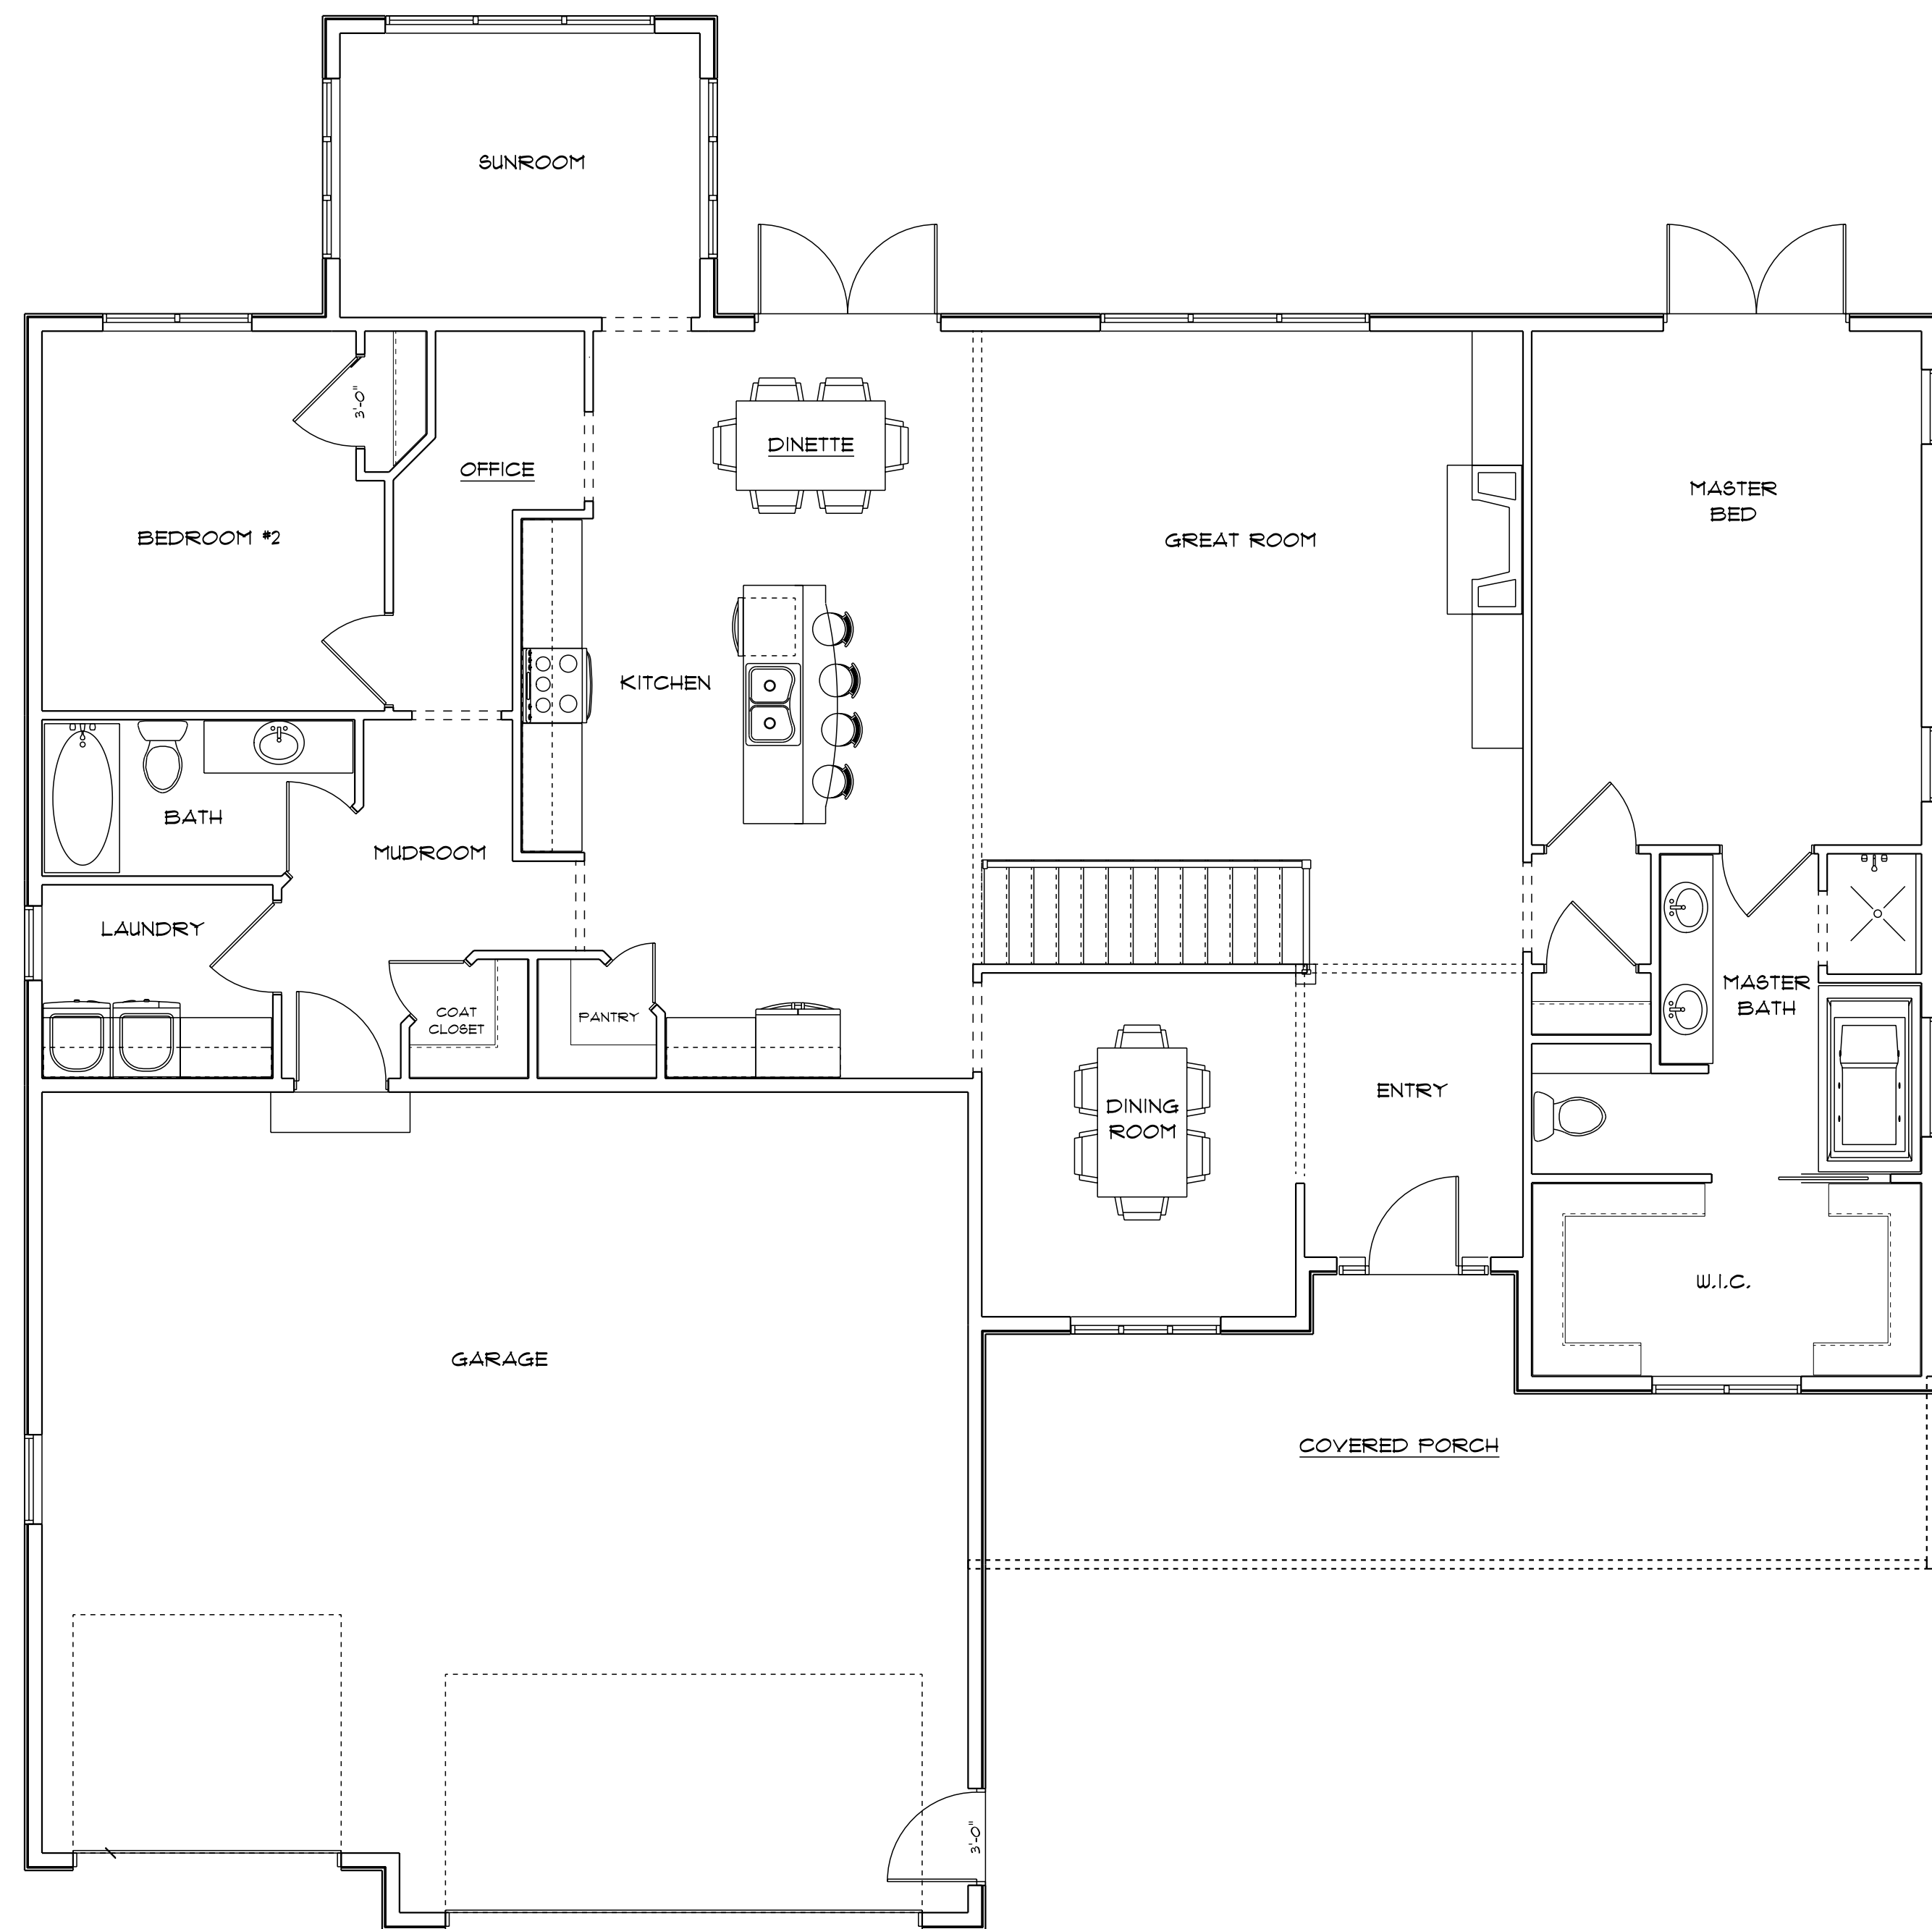 SUNROOM
3'-0"
DINETTE
OFFICE
MASTER
BED
BEDROOM #2
GREAT ROOM
KITCHEN
BATH
MUDROOM
LAUNDRY
MASTER
BATH
COAT
CLOSET
PANTRY
ENTRY
DINING
ROOM
W.I.C.
GARAGE
COVERED PORCH
3'-0"